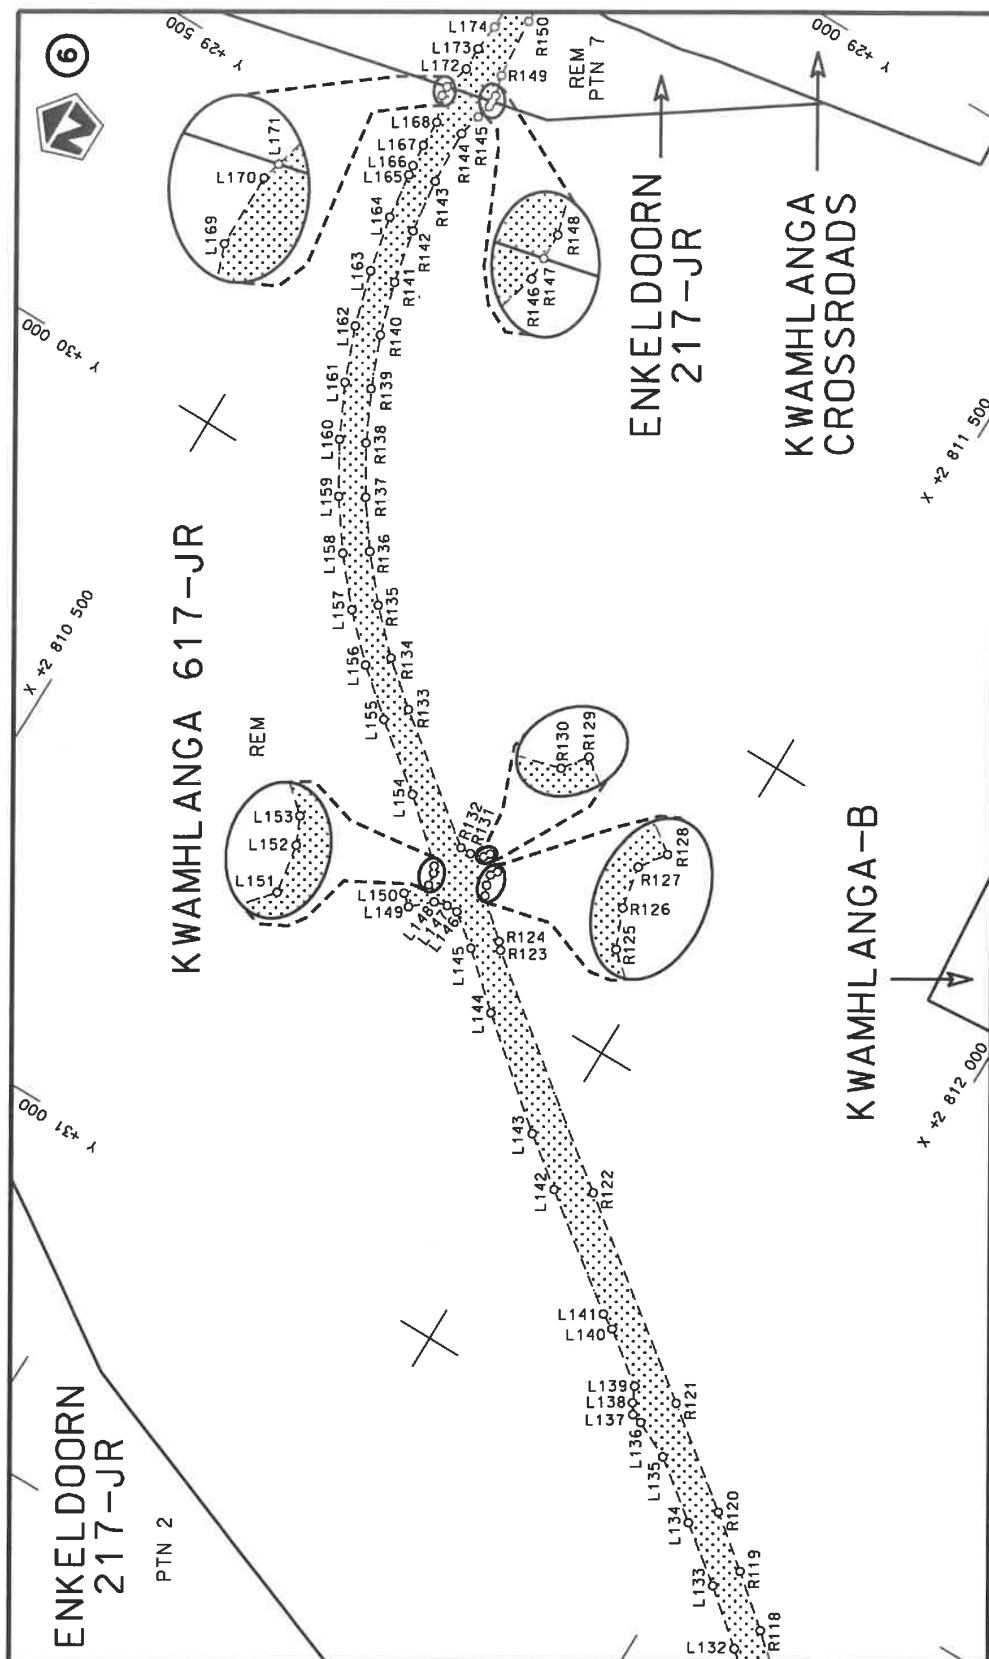 6
N
ENKELDOORN
217-JR
PTN 2
KWAMHLANGA 617-JR
REM
ENKELDOORN
217-JR
KWAMHLANGA
CROSSROADS
KWAMHLANGA-B
REM
PTN 7
Y +29 500
Y +30 000
Y +31 000
Y +29 000
X +2 810 500
X +2 811 500
X +2 812 000
L132
L133
L134
L135
L136
L137
L138
L139
L140
L141
L142
L143
L144
L145
L146
L147
L148
L149
L150
L151
L152
L153
L154
L155
L156
L157
L158
L159
L160
L161
L162
L163
L164
L165
L166
L167
L168
L169
L170
L171
L172
L173
L174
R118
R119
R120
R121
R122
R123
R124
R125
R126
R127
R128
R129
R130
R131
R132
R133
R134
R135
R136
R137
R138
R139
R140
R141
R142
R143
R144
R145
R146
R147
R148
R149
R150